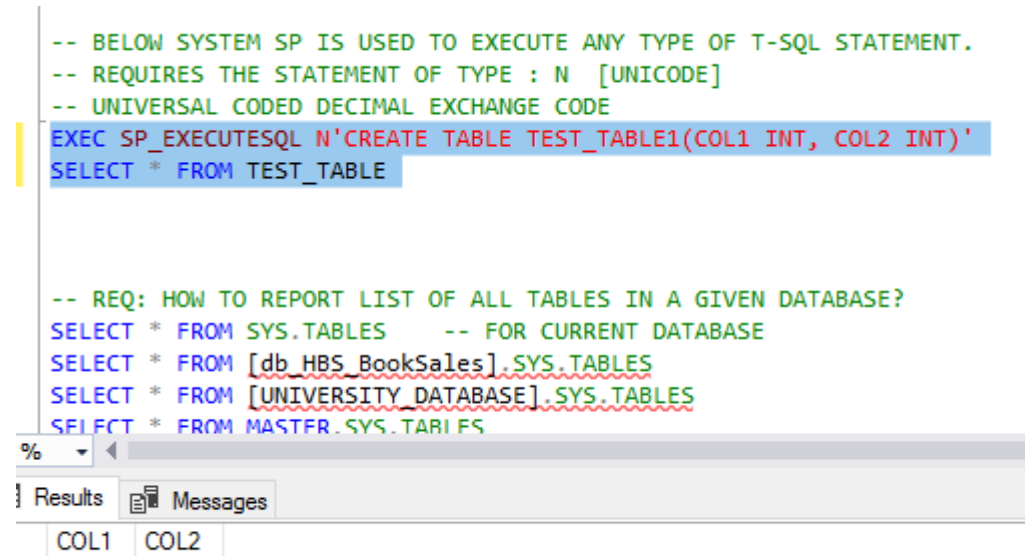 -- BELOW SYSTEM SP IS USED TO EXECUTE ANY TYPE OF T-SQL STATEMENT.
-- REQUIRES THE STATEMENT OF TYPE : N  [UNICODE]
-- UNIVERSAL CODED DECIMAL EXCHANGE CODE
EXEC SP_EXECUTESQL N'CREATE TABLE TEST_TABLE1(COL1 INT, COL2 INT)'
SELECT * FROM TEST_TABLE
-- REQ: HOW TO REPORT LIST OF ALL TABLES IN A GIVEN DATABASE?
SELECT * FROM SYS.TABLES    -- FOR CURRENT DATABASE
SELECT * FROM [db_HBS_BookSales].SYS.TABLES
SELECT * FROM [UNIVERSITY_DATABASE].SYS.TABLES
SELECT * FROM MASTER.SYS.TABLES
%
Results Messages
COL1 COL2